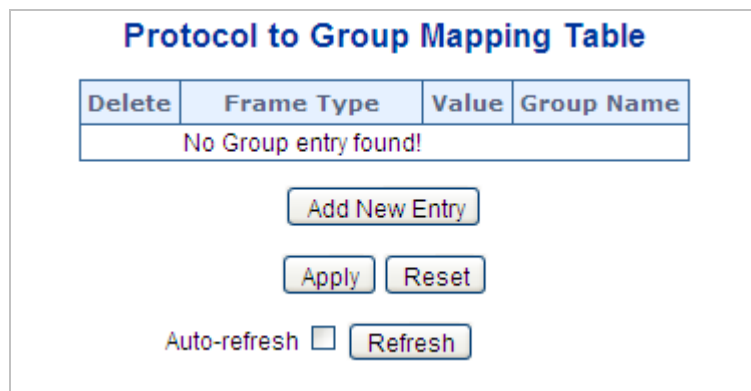 Protocol to Group Mapping Table
Delete Frame Type Value Group Name
No Group entry found!
Add New Entry
Apply Reset
Auto-refresh Refresh